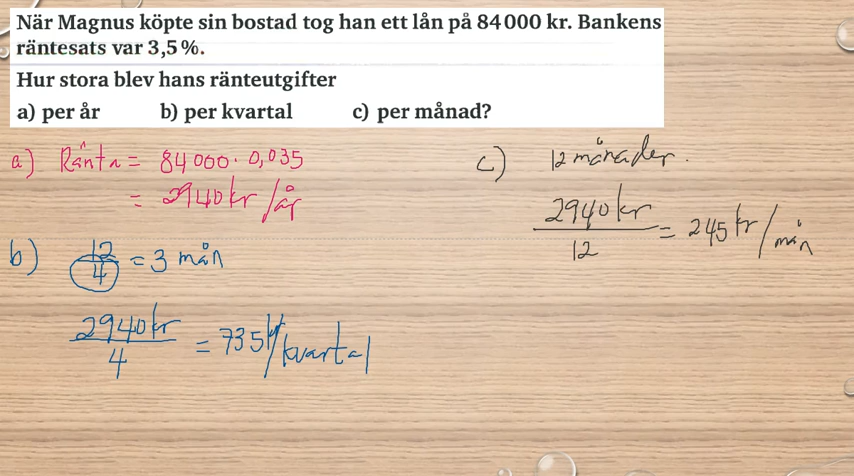 När Magnus köpte sin bostad tog han ett lån på 84 000 kr. Bankens
räntesats var 3,5 %.
Hur stora blev hans ränteutgifter
a) per år b) per kvartal c) per månad?
a) Ränta = 84 000 · 0,035
= 2940 kr/år
b) 12/4 = 3 mån
2940 kr/4 = 735 kr/kvartal
c) 12 månader.
2940 kr/12 = 245 kr/mån